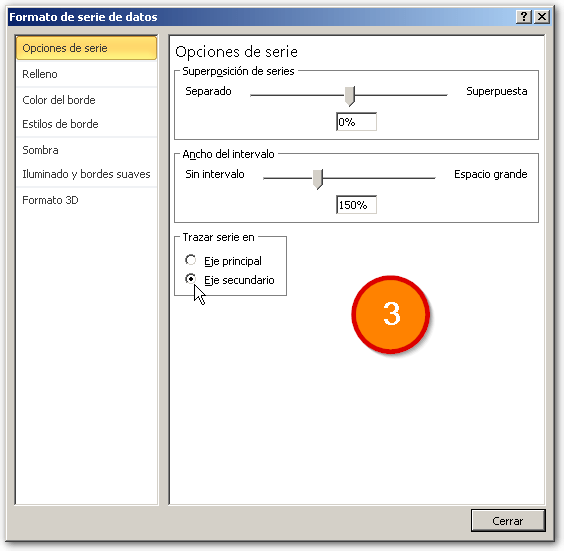 Formato de serie de datos
Opciones de serie
Relleno
Color del borde
Estilos de borde
Sombra
Iluminado y bordes suaves
Formato 3D
Opciones de serie
Superposición de series
Separado Superpuesta
0%
Ancho del intervalo
Sin intervalo Espacio grande
150%
Trazar serie en
Eje principal
Eje secundario
3
Cerrar